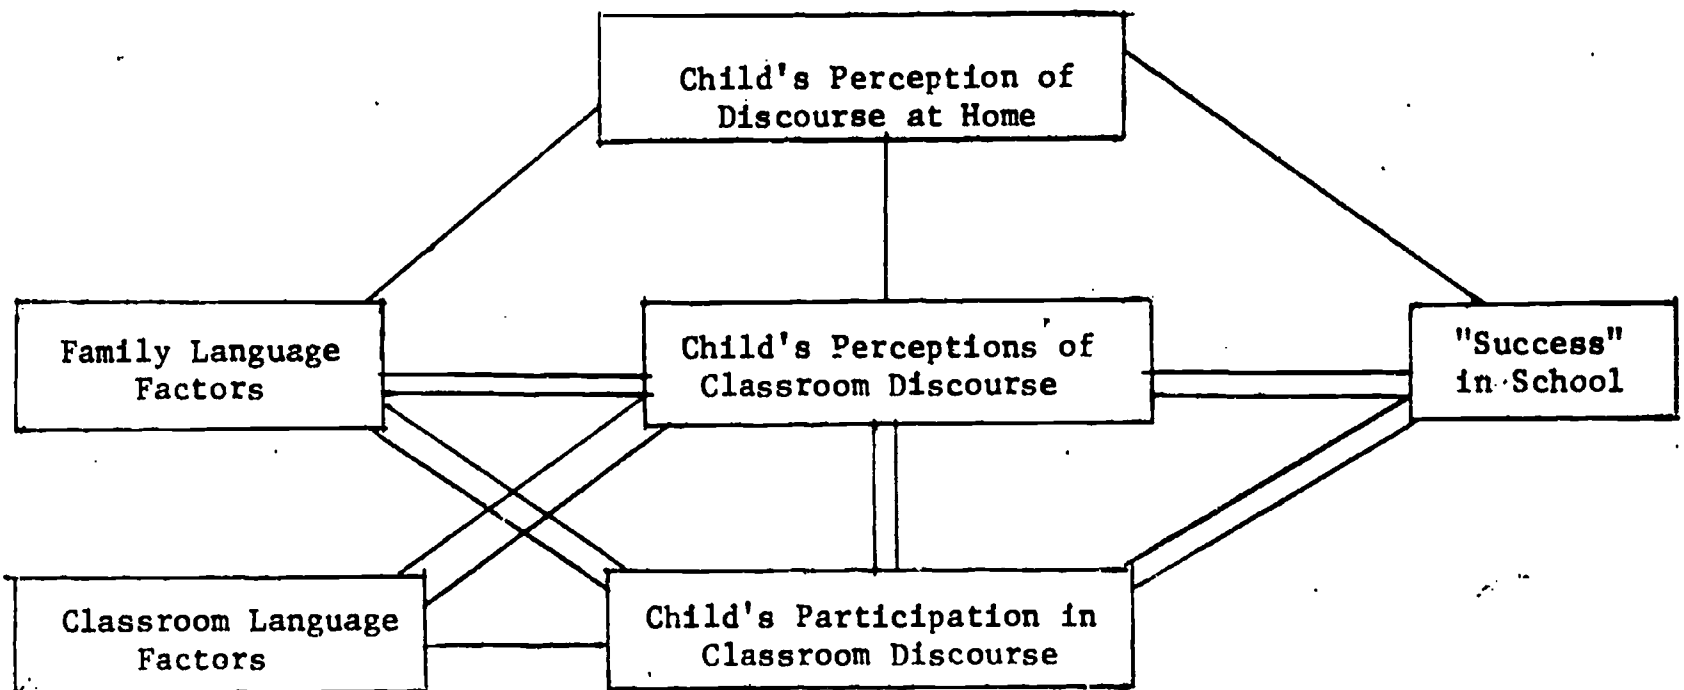 Child's Perception of
Discourse at Home
Family Language
Factors
Child's Perceptions of
Classroom Discourse
"Success"
in School
Classroom Language
Factors
Child's Participation in
Classroom Discourse